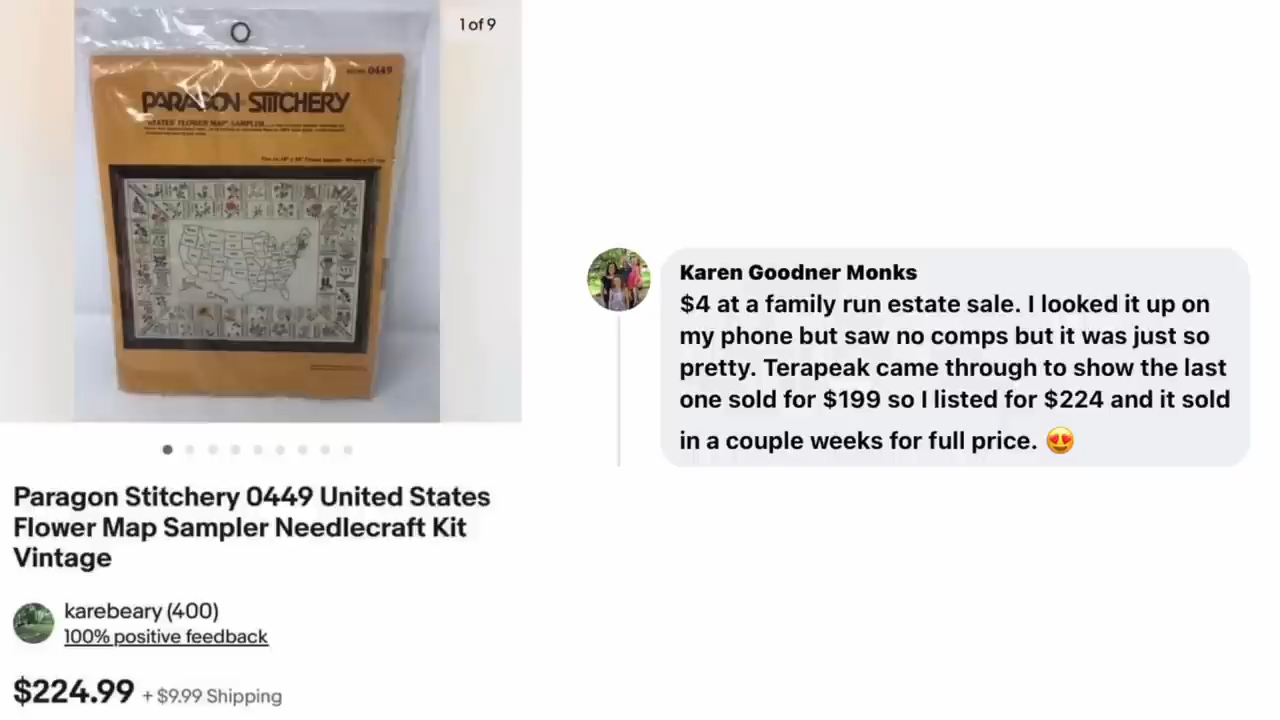 1 of 9
0449
PARAGON STITCHERY
Paragon Stitchery 0449 United States
Flower Map Sampler Needlecraft Kit
Vintage
karebeary (400)
100% positive feedback
$224.99 + $9.99 Shipping
Karen Goodner Monks
$4 at a family run estate sale. I looked it up on
my phone but saw no comps but it was just so
pretty. Terapeak came through to show the last
one sold for $199 so I listed for $224 and it sold
in a couple weeks for full price. 😍